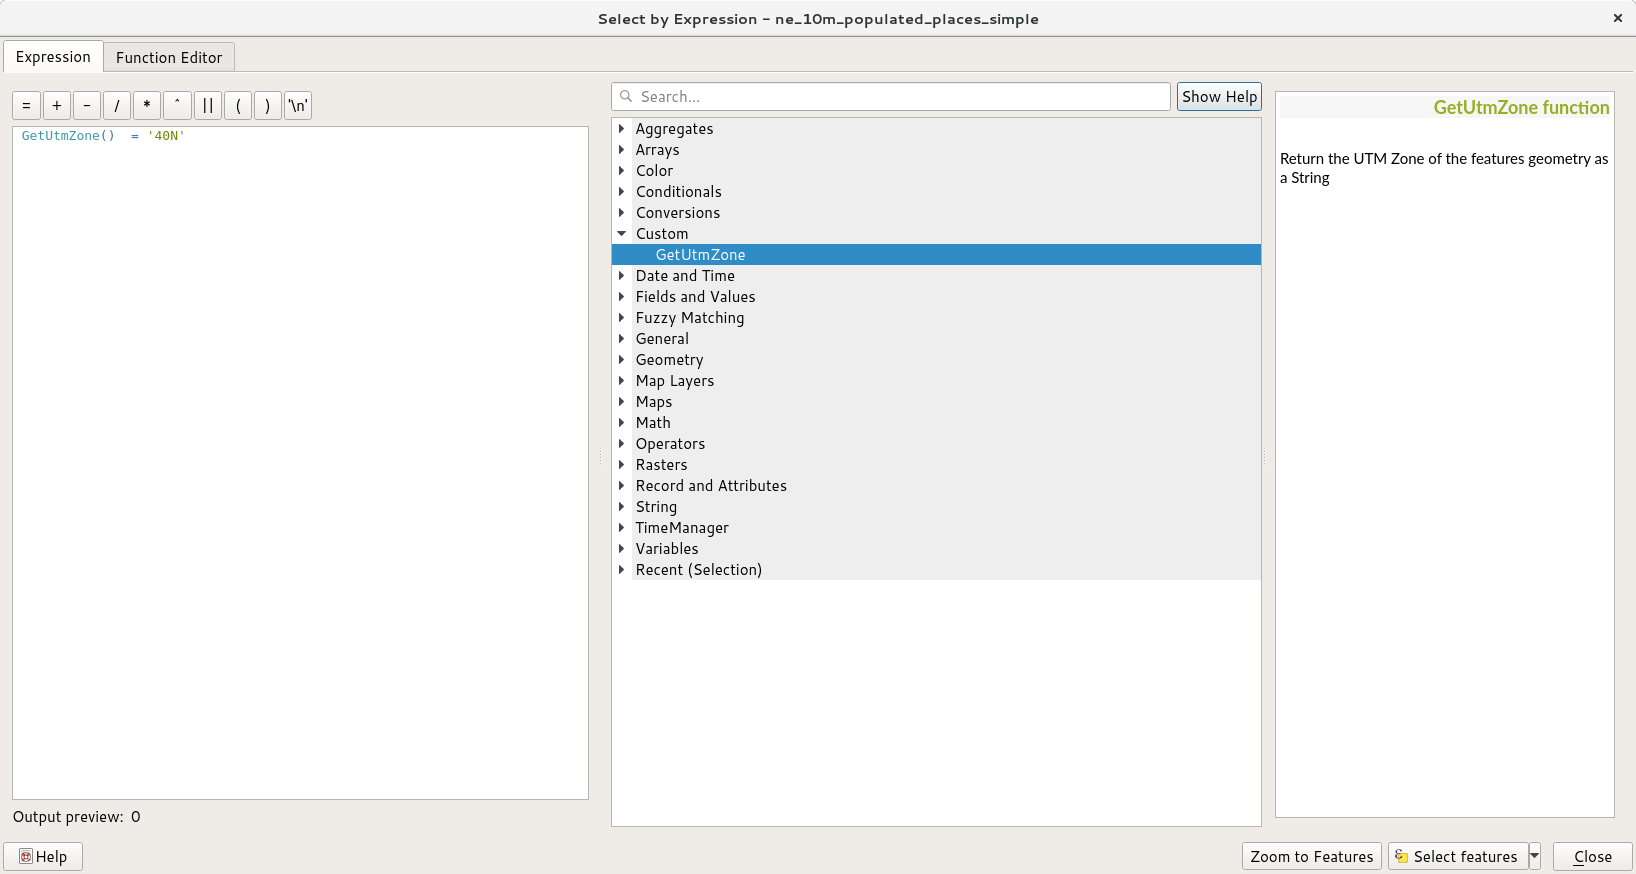 Select by Expression - ne_10m_populated_places_simple
×
Expression
Function Editor
= + - / * ^ || ( ) '\n'
GetUtmZone()  = '40N'
Output preview: 0
Search...
Show Help
Aggregates
Arrays
Color
Conditionals
Conversions
Custom
GetUtmZone
Date and Time
Fields and Values
Fuzzy Matching
General
Geometry
Map Layers
Maps
Math
Operators
Rasters
Record and Attributes
String
TimeManager
Variables
Recent (Selection)
GetUtmZone function
Return the UTM Zone of the features geometry as
a String
Help
Zoom to Features
Select features
Close